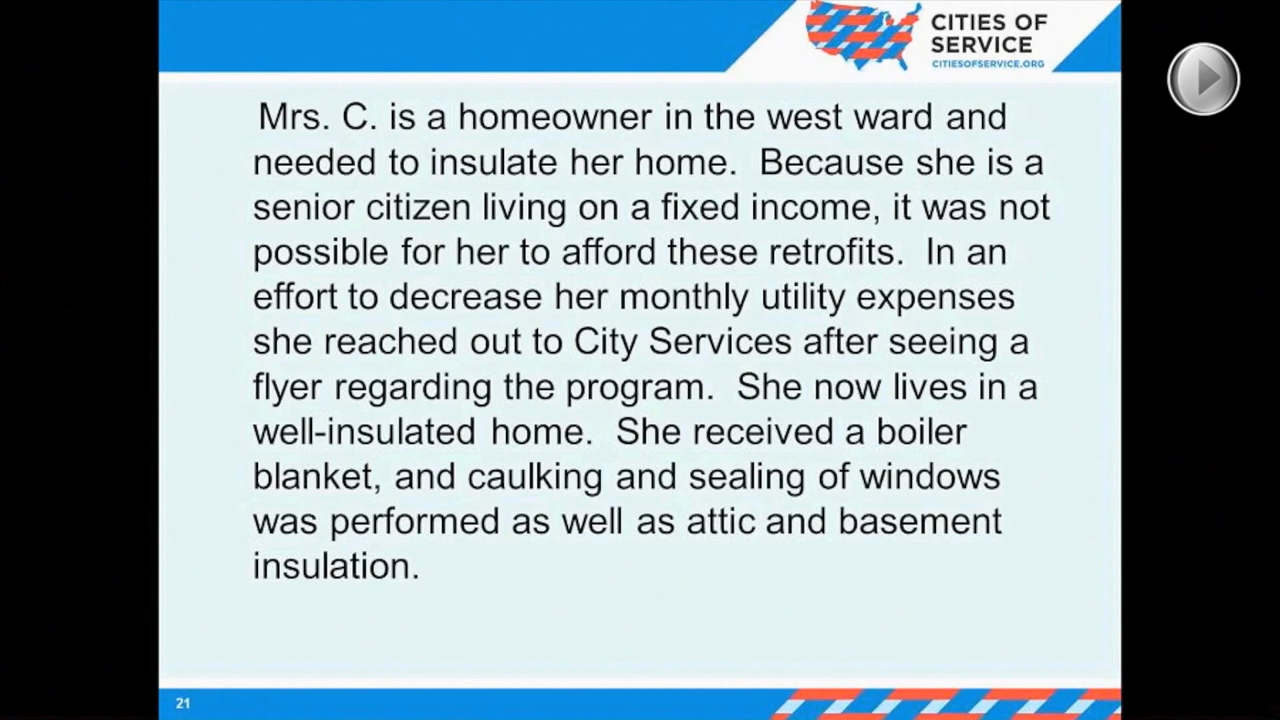 CITIES OF
SERVICE
CITIESOFSERVICE.ORG
Mrs. C. is a homeowner in the west ward and
needed to insulate her home.  Because she is a
senior citizen living on a fixed income, it was not
possible for her to afford these retrofits.  In an
effort to decrease her monthly utility expenses
she reached out to City Services after seeing a
flyer regarding the program.  She now lives in a
well-insulated home.  She received a boiler
blanket, and caulking and sealing of windows
was performed as well as attic and basement
insulation.
21